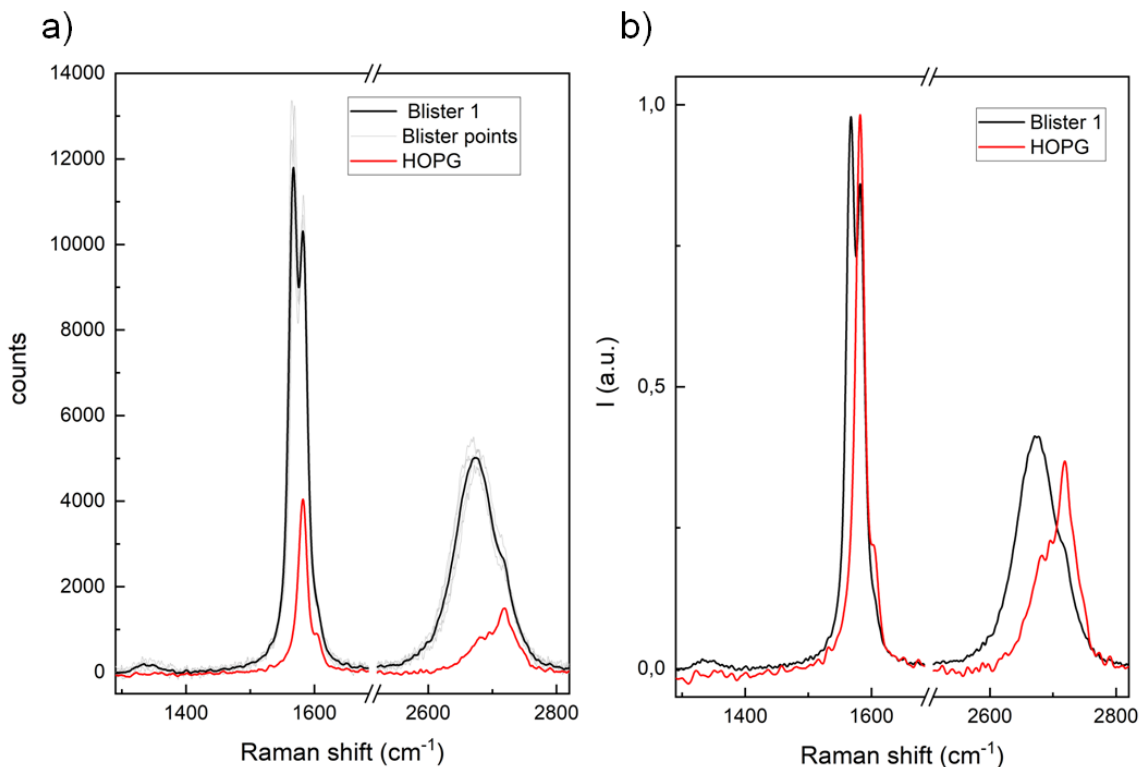 a)
14000
12000
10000
8000
6000
4000
2000
0
counts
1400
1600
2600
2800
Raman shift (cm⁻¹)
Blister 1
Blister points
HOPG
b)
1,0
0,5
0,0
I (a.u.)
1400
1600
2600
2800
Raman shift (cm⁻¹)
Blister 1
HOPG